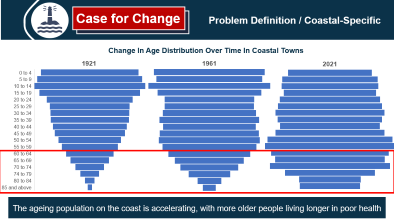 Case for Change
Problem Definition / Coastal-Specific
Change In Age Distribution Over Time In Coastal Towns
1921 1961 2021
0 to 4
5 to 9
10 to 14
15 to 19
20 to 24
25 to 29
30 to 34
35 to 39
40 to 44
45 to 49
50 to 54
55 to 59
60 to 64
65 to 69
70 to 74
75 to 79
80 to 84
85 and above
The ageing population on the coast is accelerating, with more older people living longer in poor health